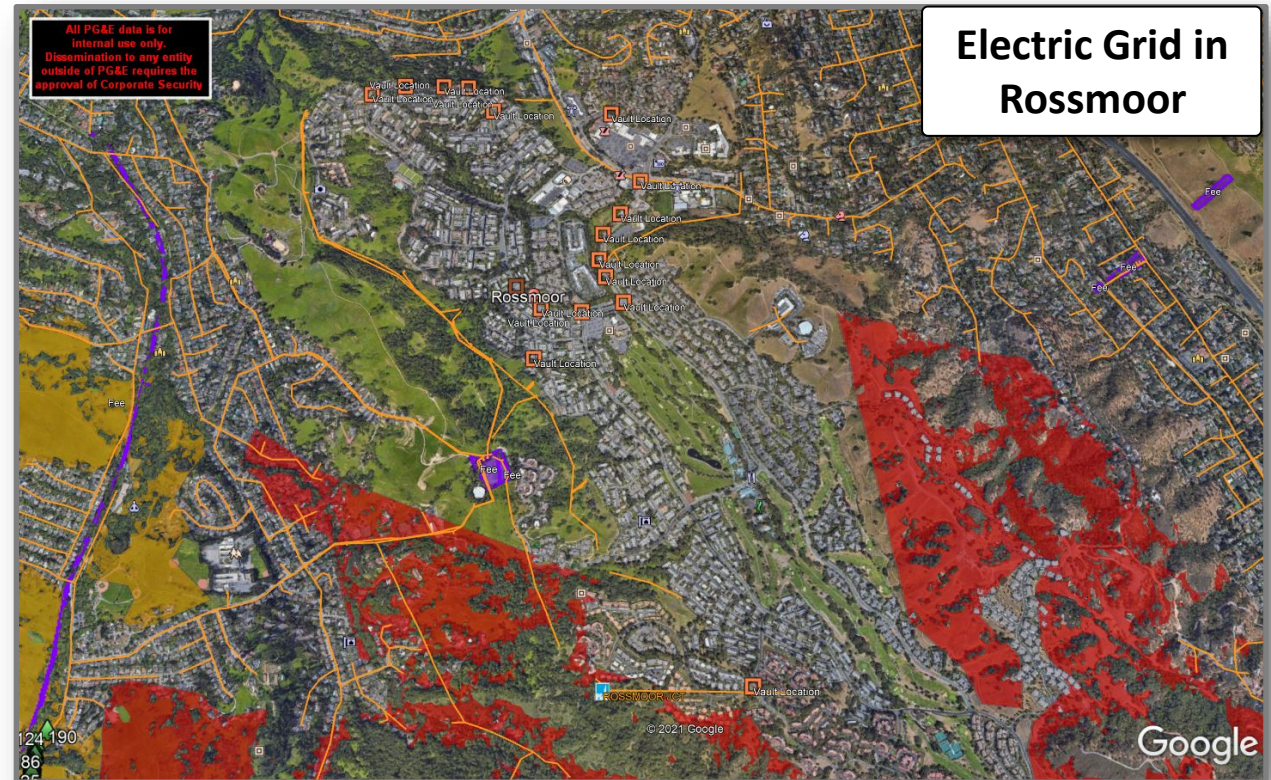 All PG&E data is for
internal use only.
Dissemination to any entity
outside of PG&E requires the
approval of Corporate Security
Electric Grid in
Rossmoor
Vault Location
Vault Location
Vault Location
Vault Location
Vault Location
Vault Location
Vault Location
Fee
Vault Location
Vault Location
Fee
Vault Location
Fee
Vault Location
Rossmoor
Vault Location
Vault Location
Vault Location
Vault Location
Fee
Fee
Fee
Vault Location
ROSSMOOR JCT
© 2021 Google
124 190
86
Google